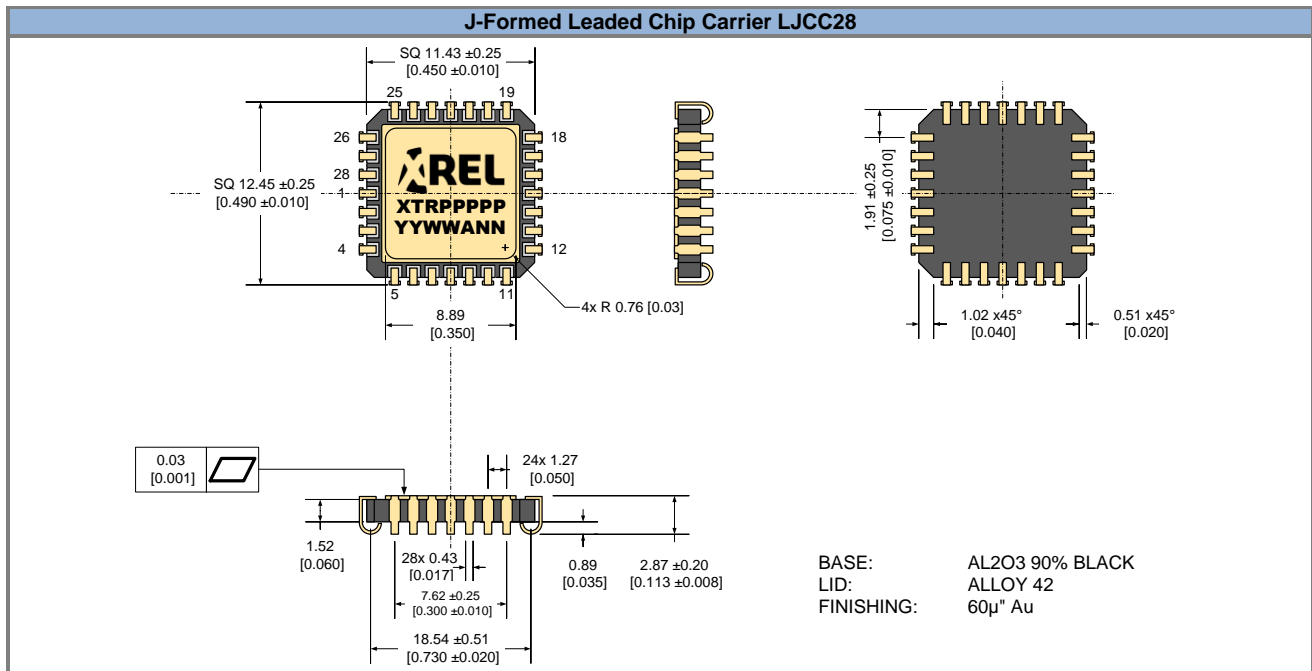 J-Formed Leaded Chip Carrier LJCC28
SQ 11.43 ±0.25
[0.450 ±0.010]
25
19
26
18
28
1
SQ 12.45 ±0.25
[0.490 ±0.010]
XREL
XTRPPPPP
YYWWANN
+
4
12
5
11
4x R 0.76 [0.03]
8.89
[0.350]
1.91 ±0.25
[0.075 ±0.010]
1.02 x45°
[0.040]
0.51 x45°
[0.020]
0.03
[0.001]
24x 1.27
[0.050]
1.52
[0.060]
28x 0.43
[0.017]
0.89
[0.035]
2.87 ±0.20
[0.113 ±0.008]
7.62 ±0.25
[0.300 ±0.010]
18.54 ±0.51
[0.730 ±0.020]
BASE: AL2O3 90% BLACK
LID: ALLOY 42
FINISHING: 60µ" Au